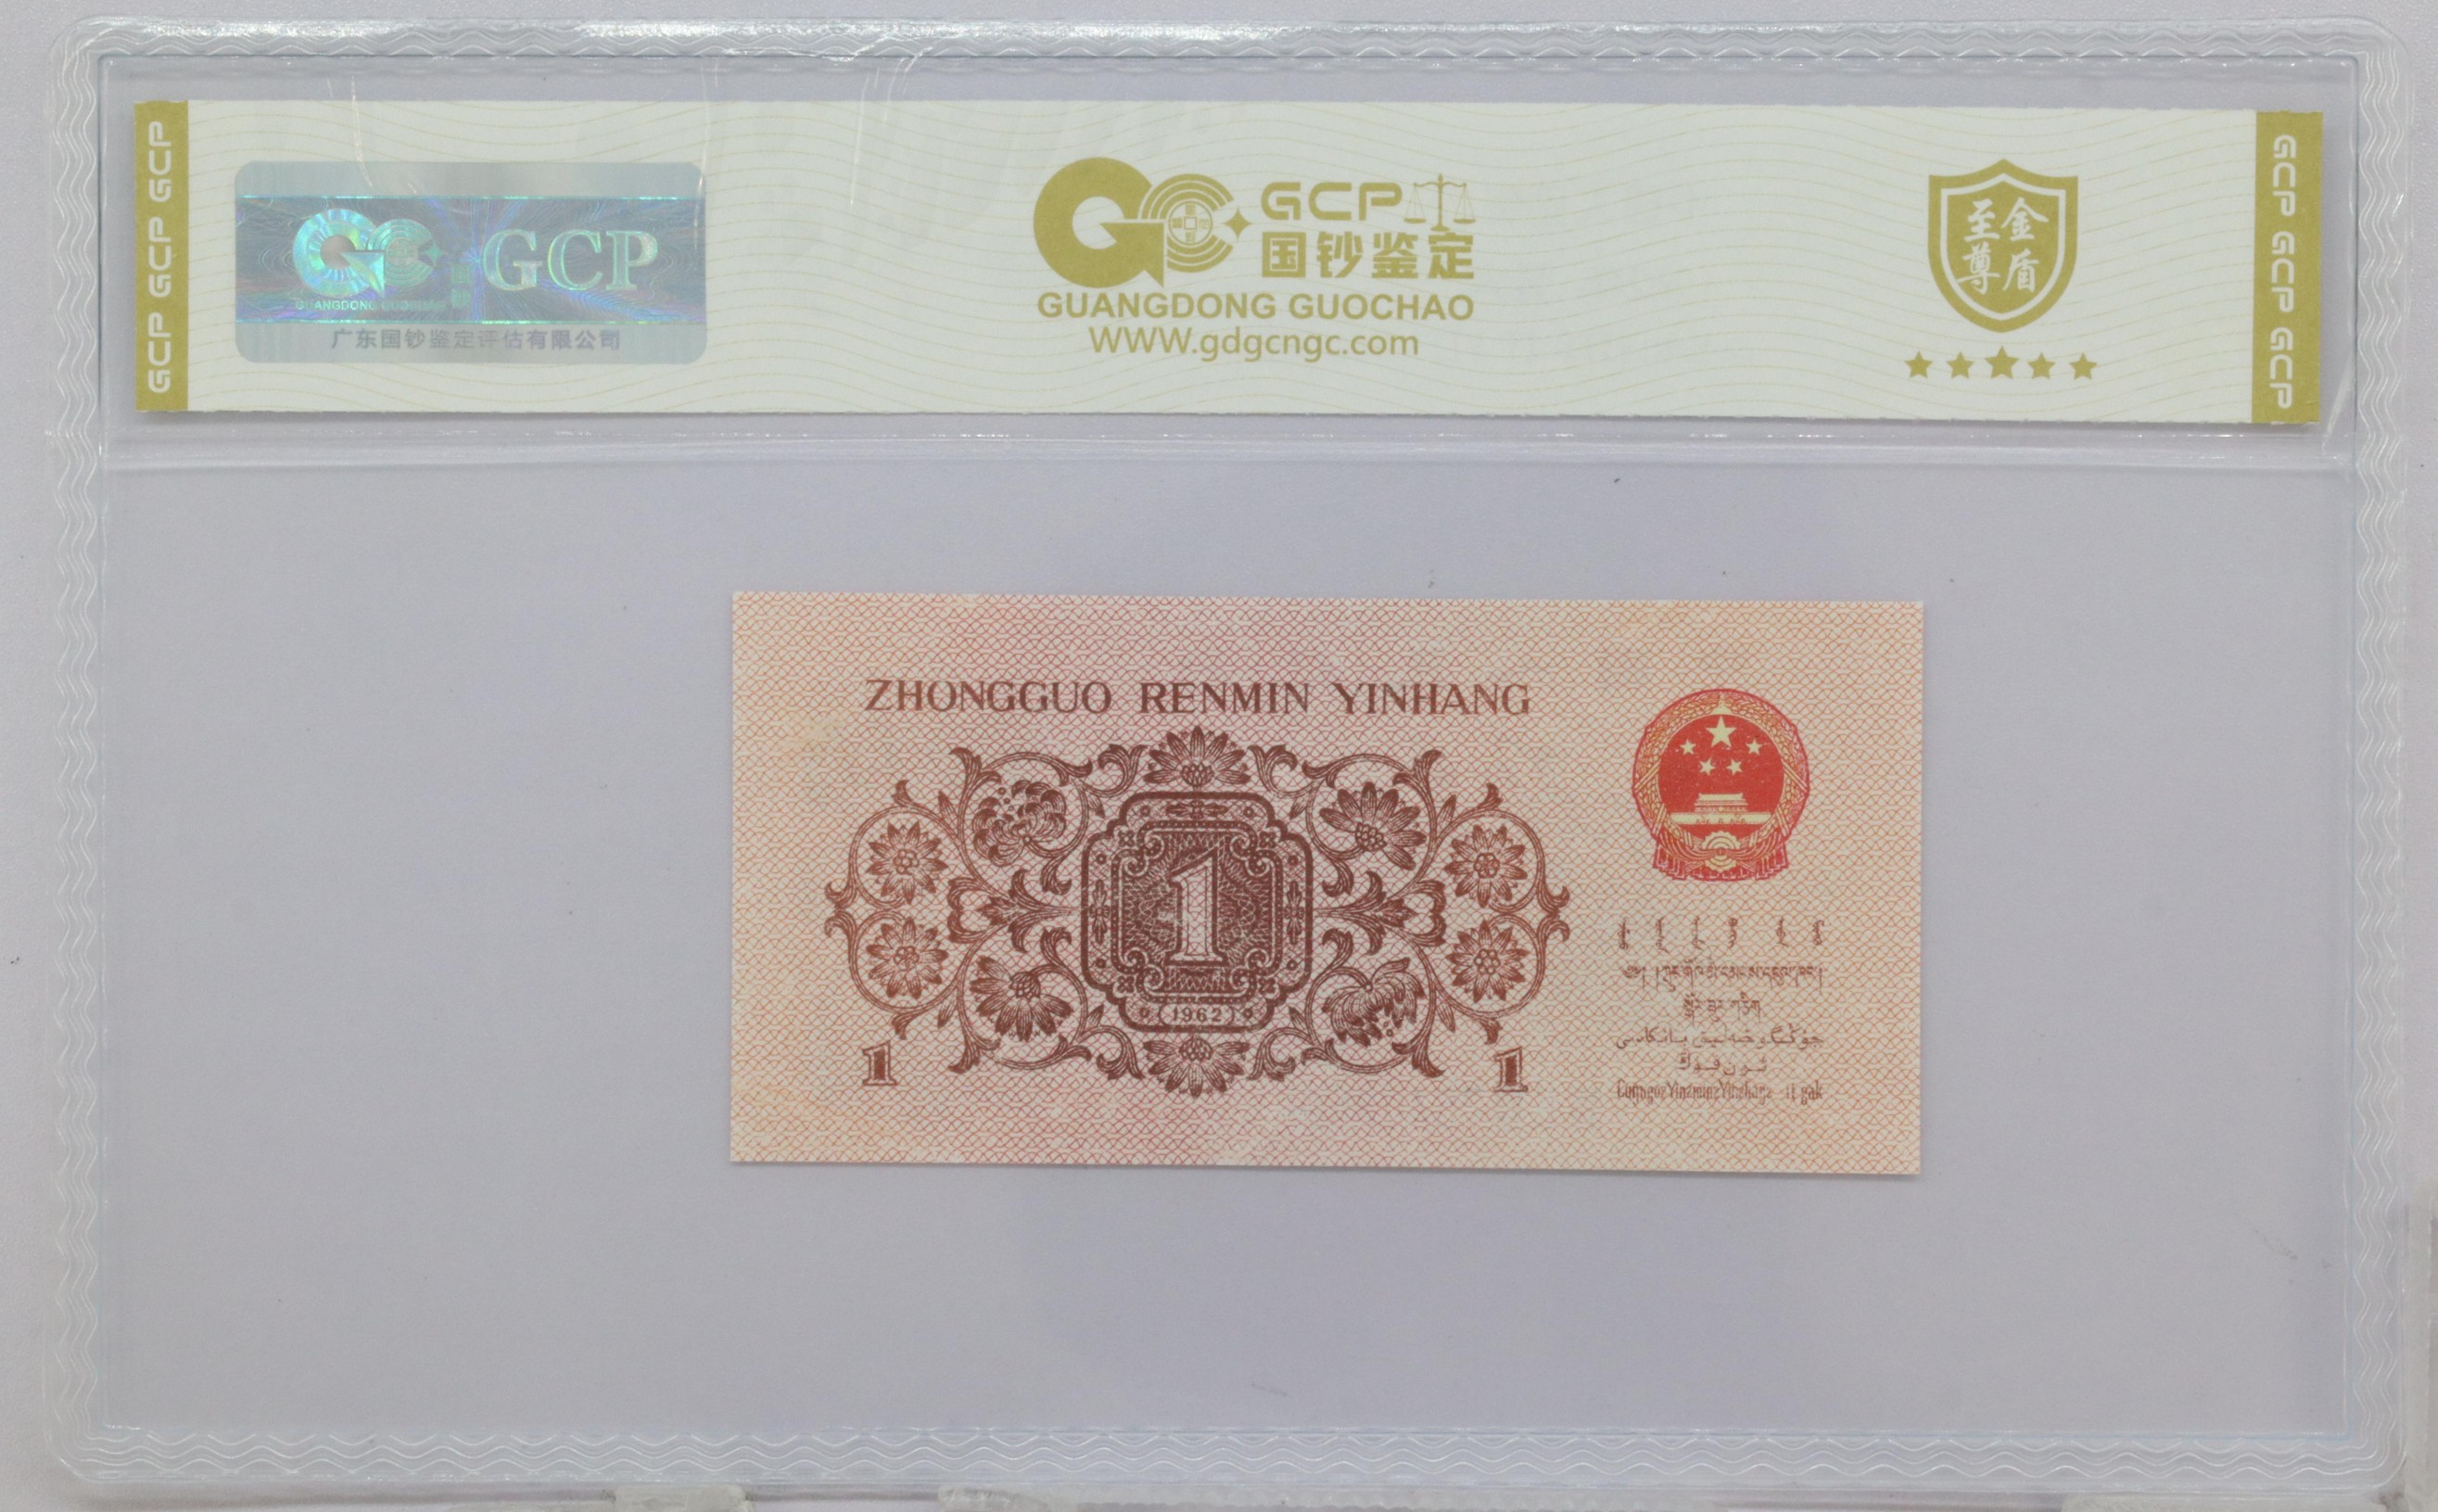 GCP GCP GCP
GCP
GUANGDONG GUOCHAO
广东国钞鉴定评估有限公司
GCP
国钞鉴定
GUANGDONG GUOCHAO
WWW.gdgcngc.com
至尊
金盾
GCP GCP GCP
ZHONGGUO RENMIN YINHANG
1
1962
1
1